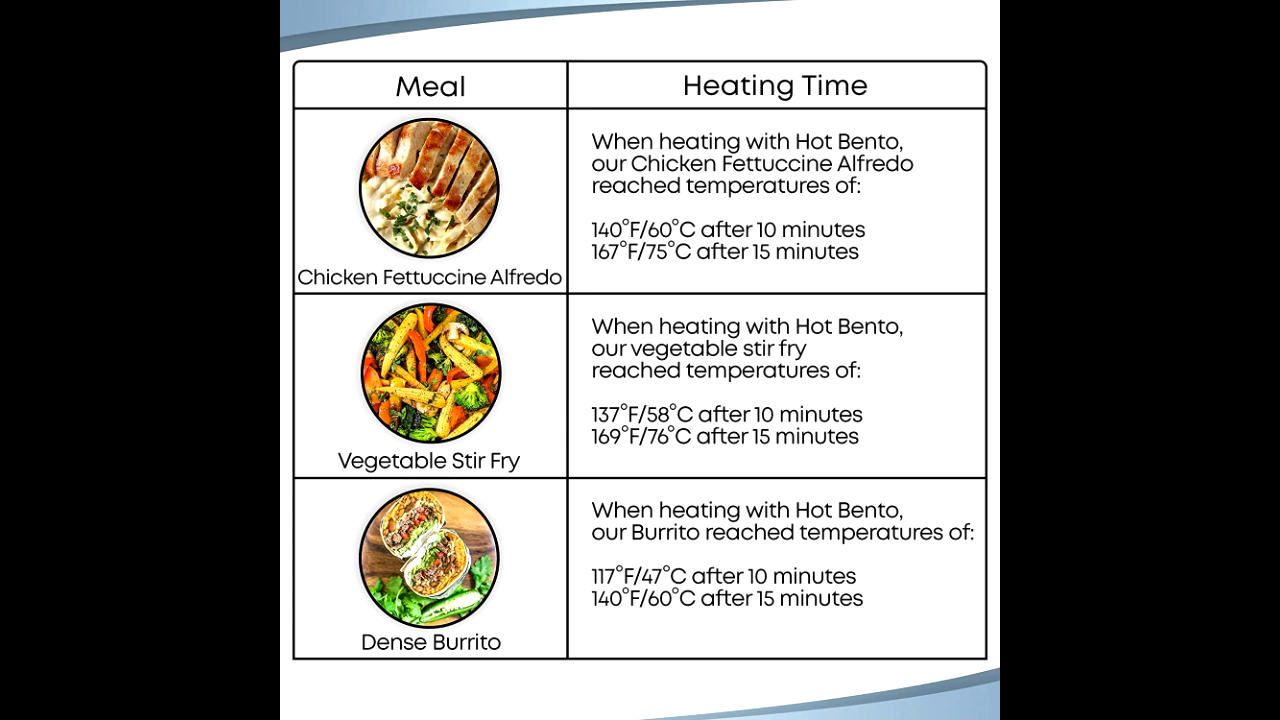 Meal
Heating Time
When heating with Hot Bento,
our Chicken Fettuccine Alfredo
reached temperatures of:
140°F/60°C after 10 minutes
167°F/75°C after 15 minutes
Chicken Fettuccine Alfredo
When heating with Hot Bento,
our vegetable stir fry
reached temperatures of:
137°F/58°C after 10 minutes
169°F/76°C after 15 minutes
Vegetable Stir Fry
When heating with Hot Bento,
our Burrito reached temperatures of:
117°F/47°C after 10 minutes
140°F/60°C after 15 minutes
Dense Burrito